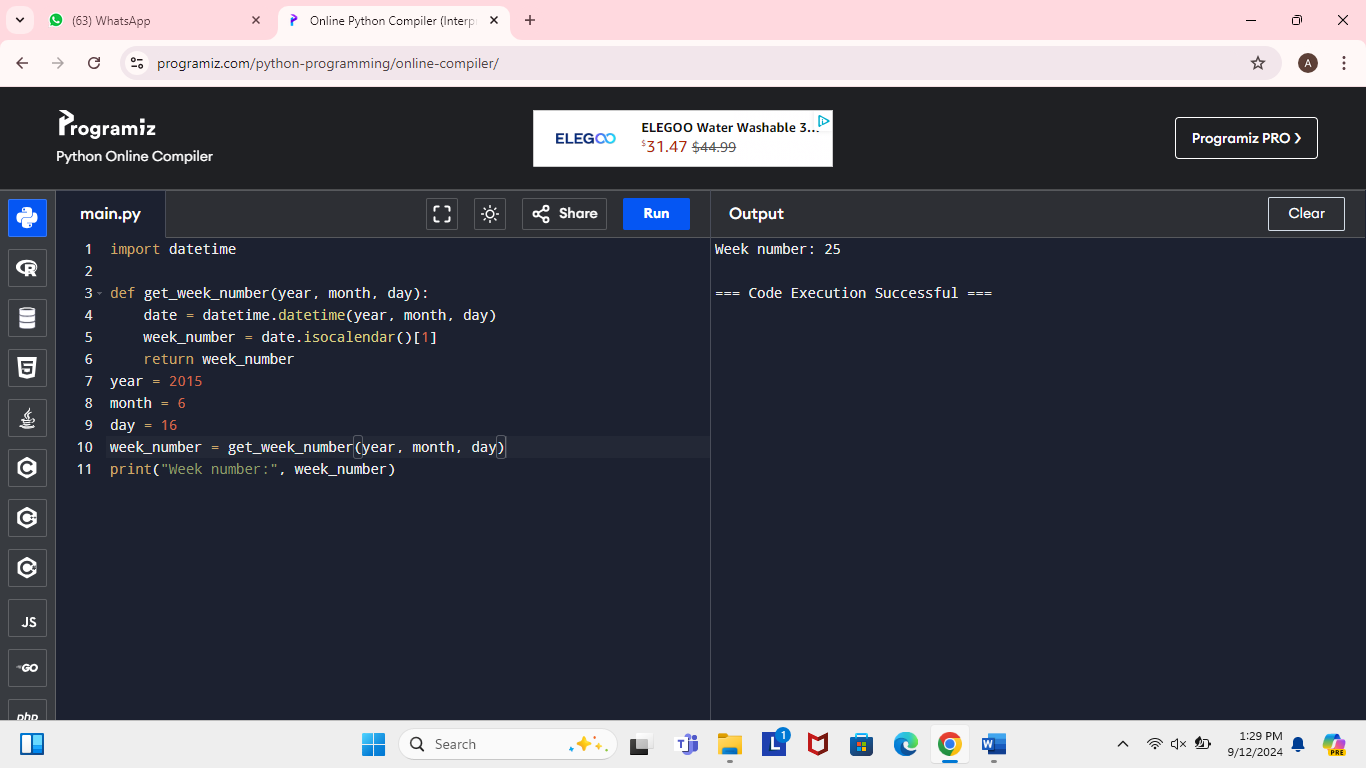 (63) WhatsApp
Online Python Compiler (Interp
programiz.com/python-programming/online-compiler/
A
Programiz
Python Online Compiler
ELEGOO
ELEGOO Water Washable 3...
$31.47 $44.99
Programiz PRO >
main.py
Share
Run
Output
Clear
1 import datetime
2
3 def get_week_number(year, month, day):
4     date = datetime.datetime(year, month, day)
5     week_number = date.isocalendar()[1]
6     return week_number
7 year = 2015
8 month = 6
9 day = 16
10 week_number = get_week_number(year, month, day)
11 print("Week number:", week_number)
Week number: 25
=== Code Execution Successful ===
R
5
C
C
C
JS
GO
php
Search
T
L
1
W
1:29 PM
9/12/2024
PRE